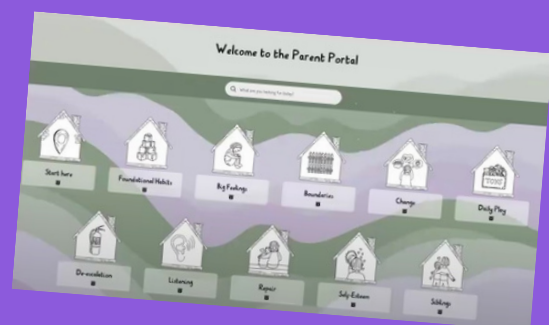 Welcome to the Parent Portal
What are you looking for today?
Start here
Foundational Habits
Big Feelings
Boundaries
Change
Daily Play
TOYS
De-escalation
Listening
Repair
Self-Esteem
Siblings